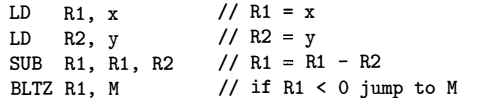 LD R1, x // R1 = x
LD R2, y // R2 = y
SUB R1, R1, R2 // R1 = R1 - R2
BLTZ R1, M // if R1 < 0 jump to M